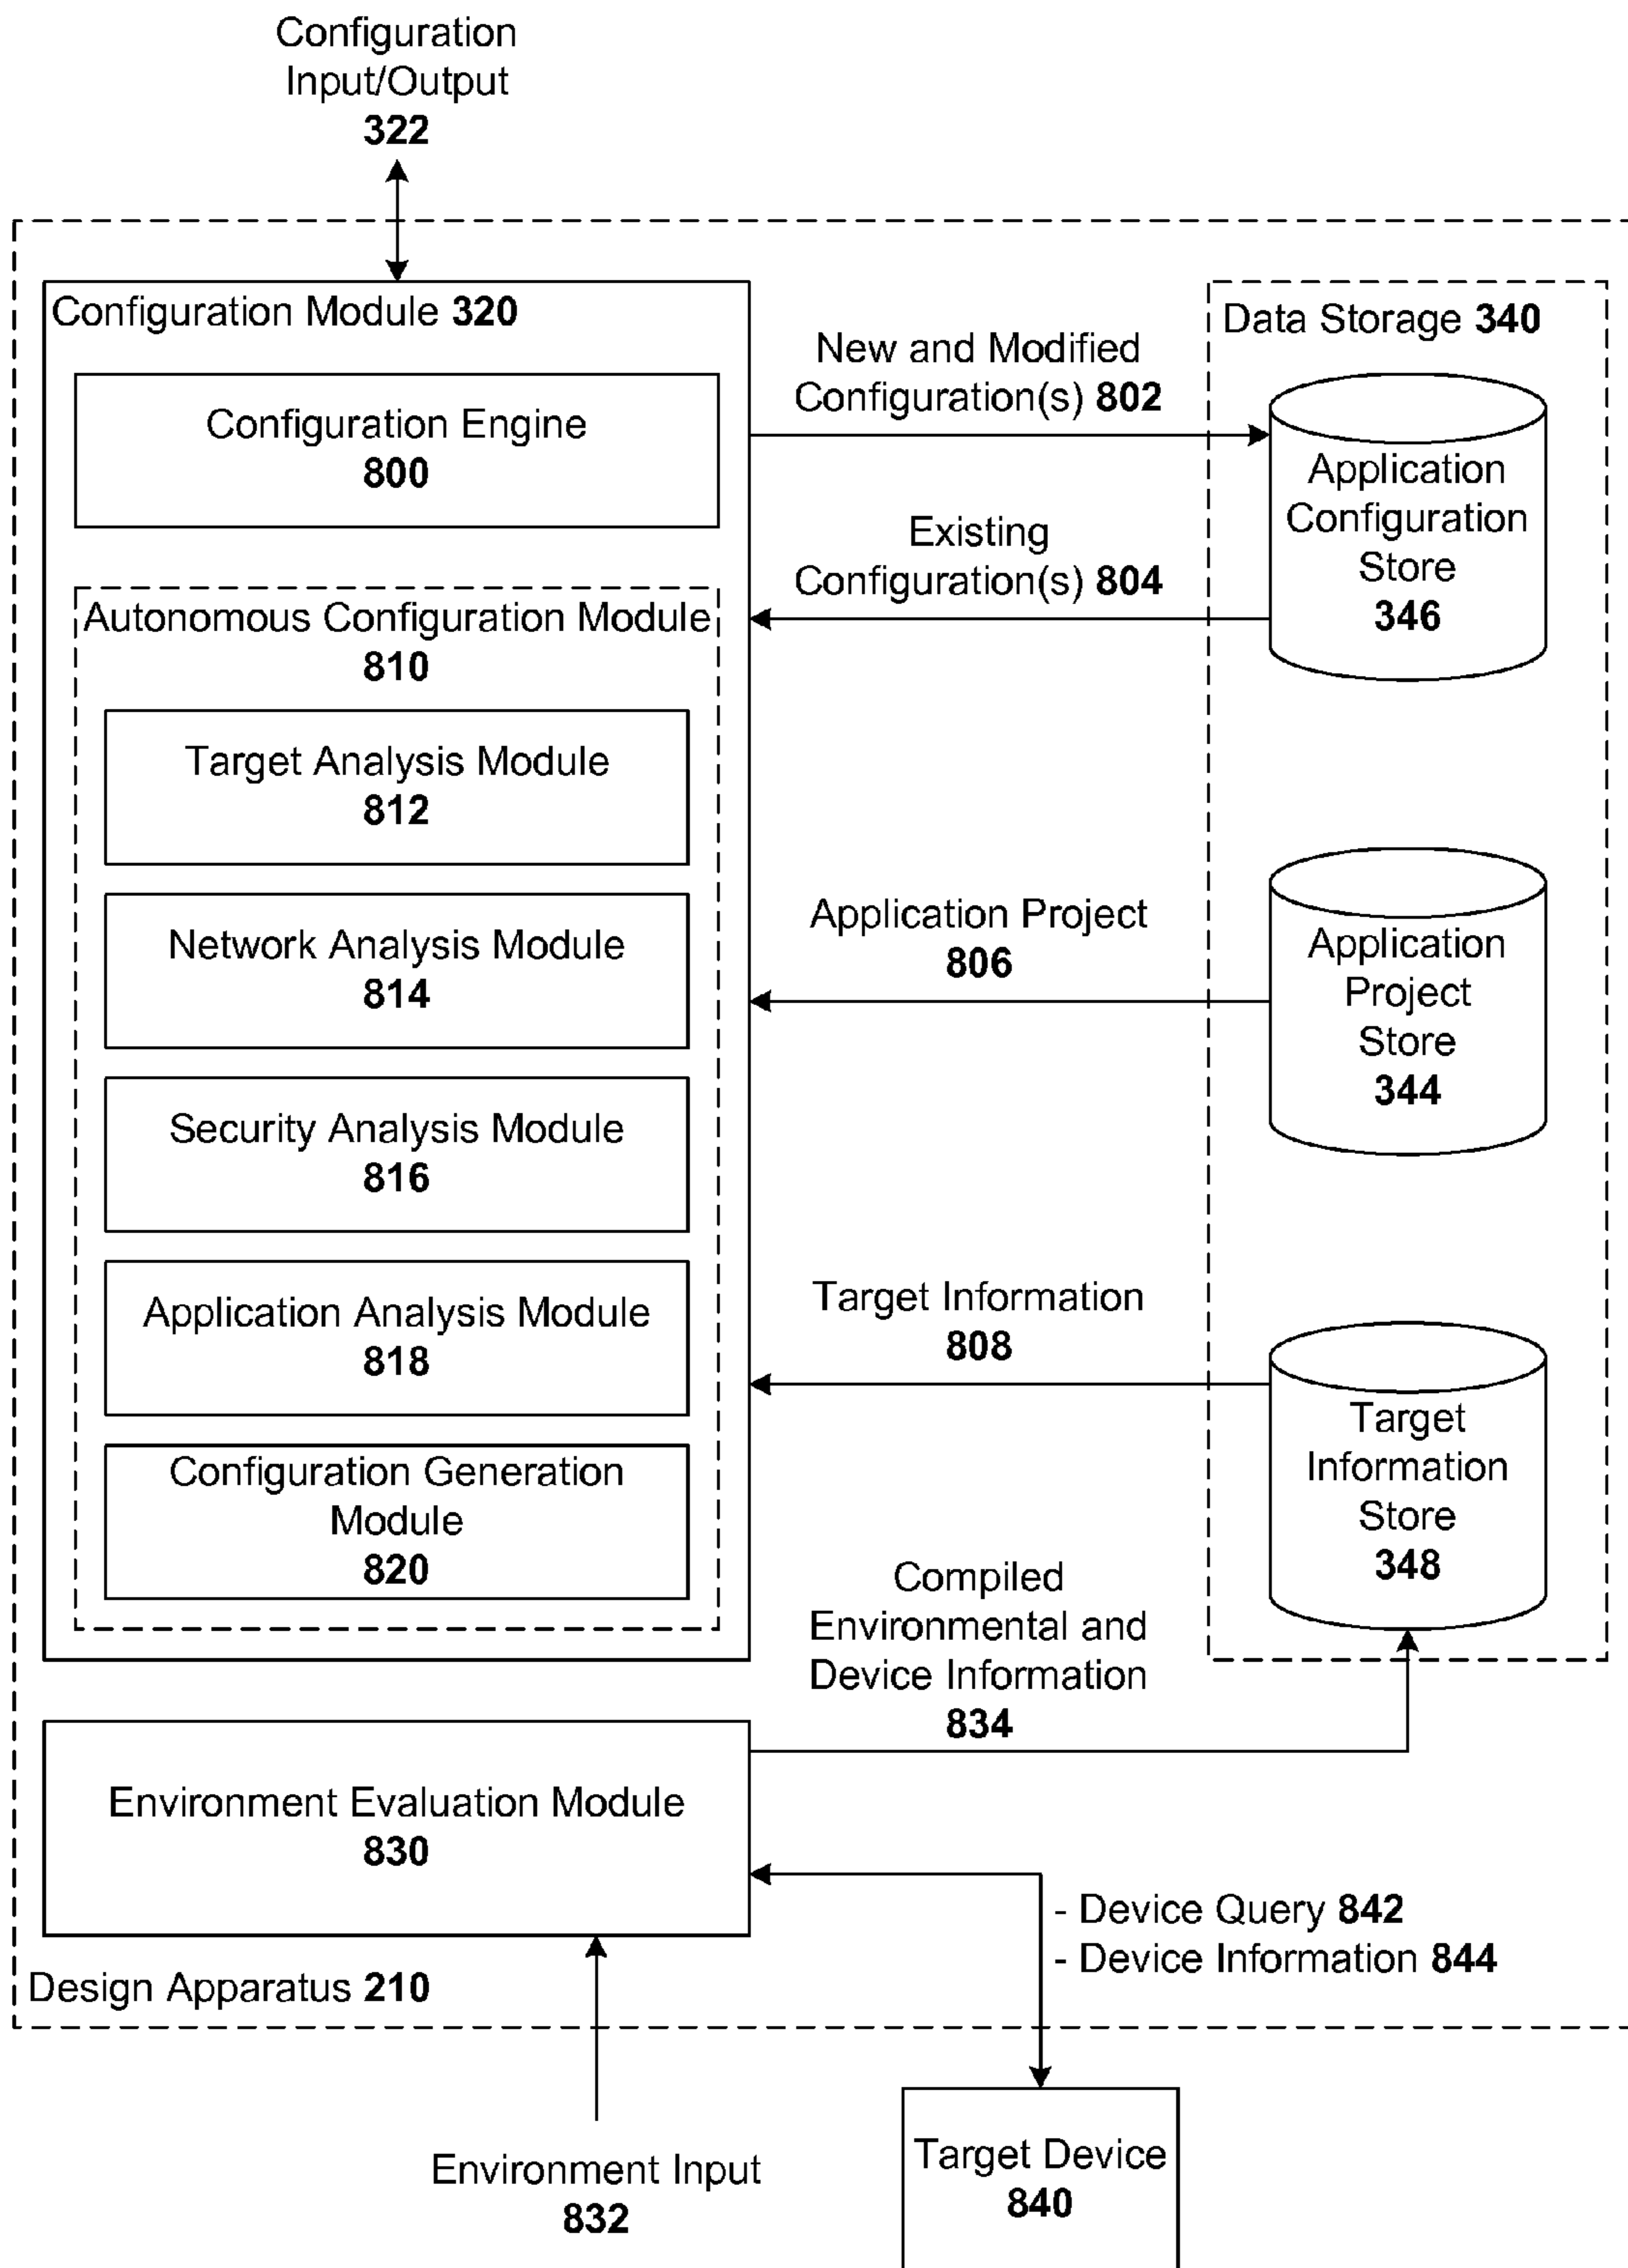 Configuration
Input/Output
322
Configuration Module 320
Configuration Engine
800
Autonomous Configuration Module
810
Target Analysis Module
812
Network Analysis Module
814
Security Analysis Module
816
Application Analysis Module
818
Configuration Generation
Module
820
New and Modified
Configuration(s) 802
Existing
Configuration(s) 804
Application Project
806
Target Information
808
Compiled
Environmental and
Device Information
834
Data Storage 340
Application
Configuration
Store
346
Application
Project
Store
344
Target
Information
Store
348
Environment Evaluation Module
830
- Device Query 842
- Device Information 844
Design Apparatus 210
Environment Input
832
Target Device
840